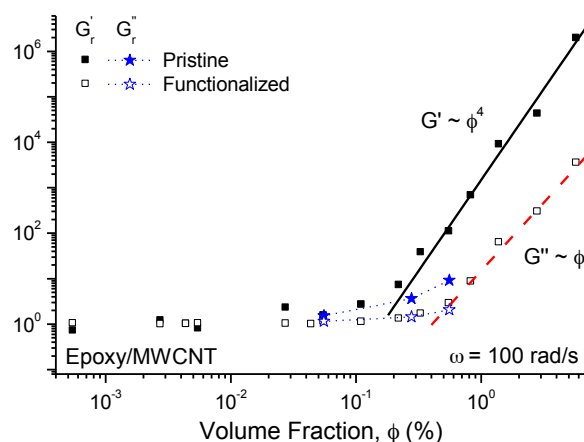 G'r G''r
Pristine
Functionalized
10^6
10^4
10^2
10^0
G' ~ ϕ^4
G'' ~ ϕ
Epoxy/MWCNT
ω = 100 rad/s
10^-3 10^-2 10^-1 10^0
Volume Fraction, ϕ (%)